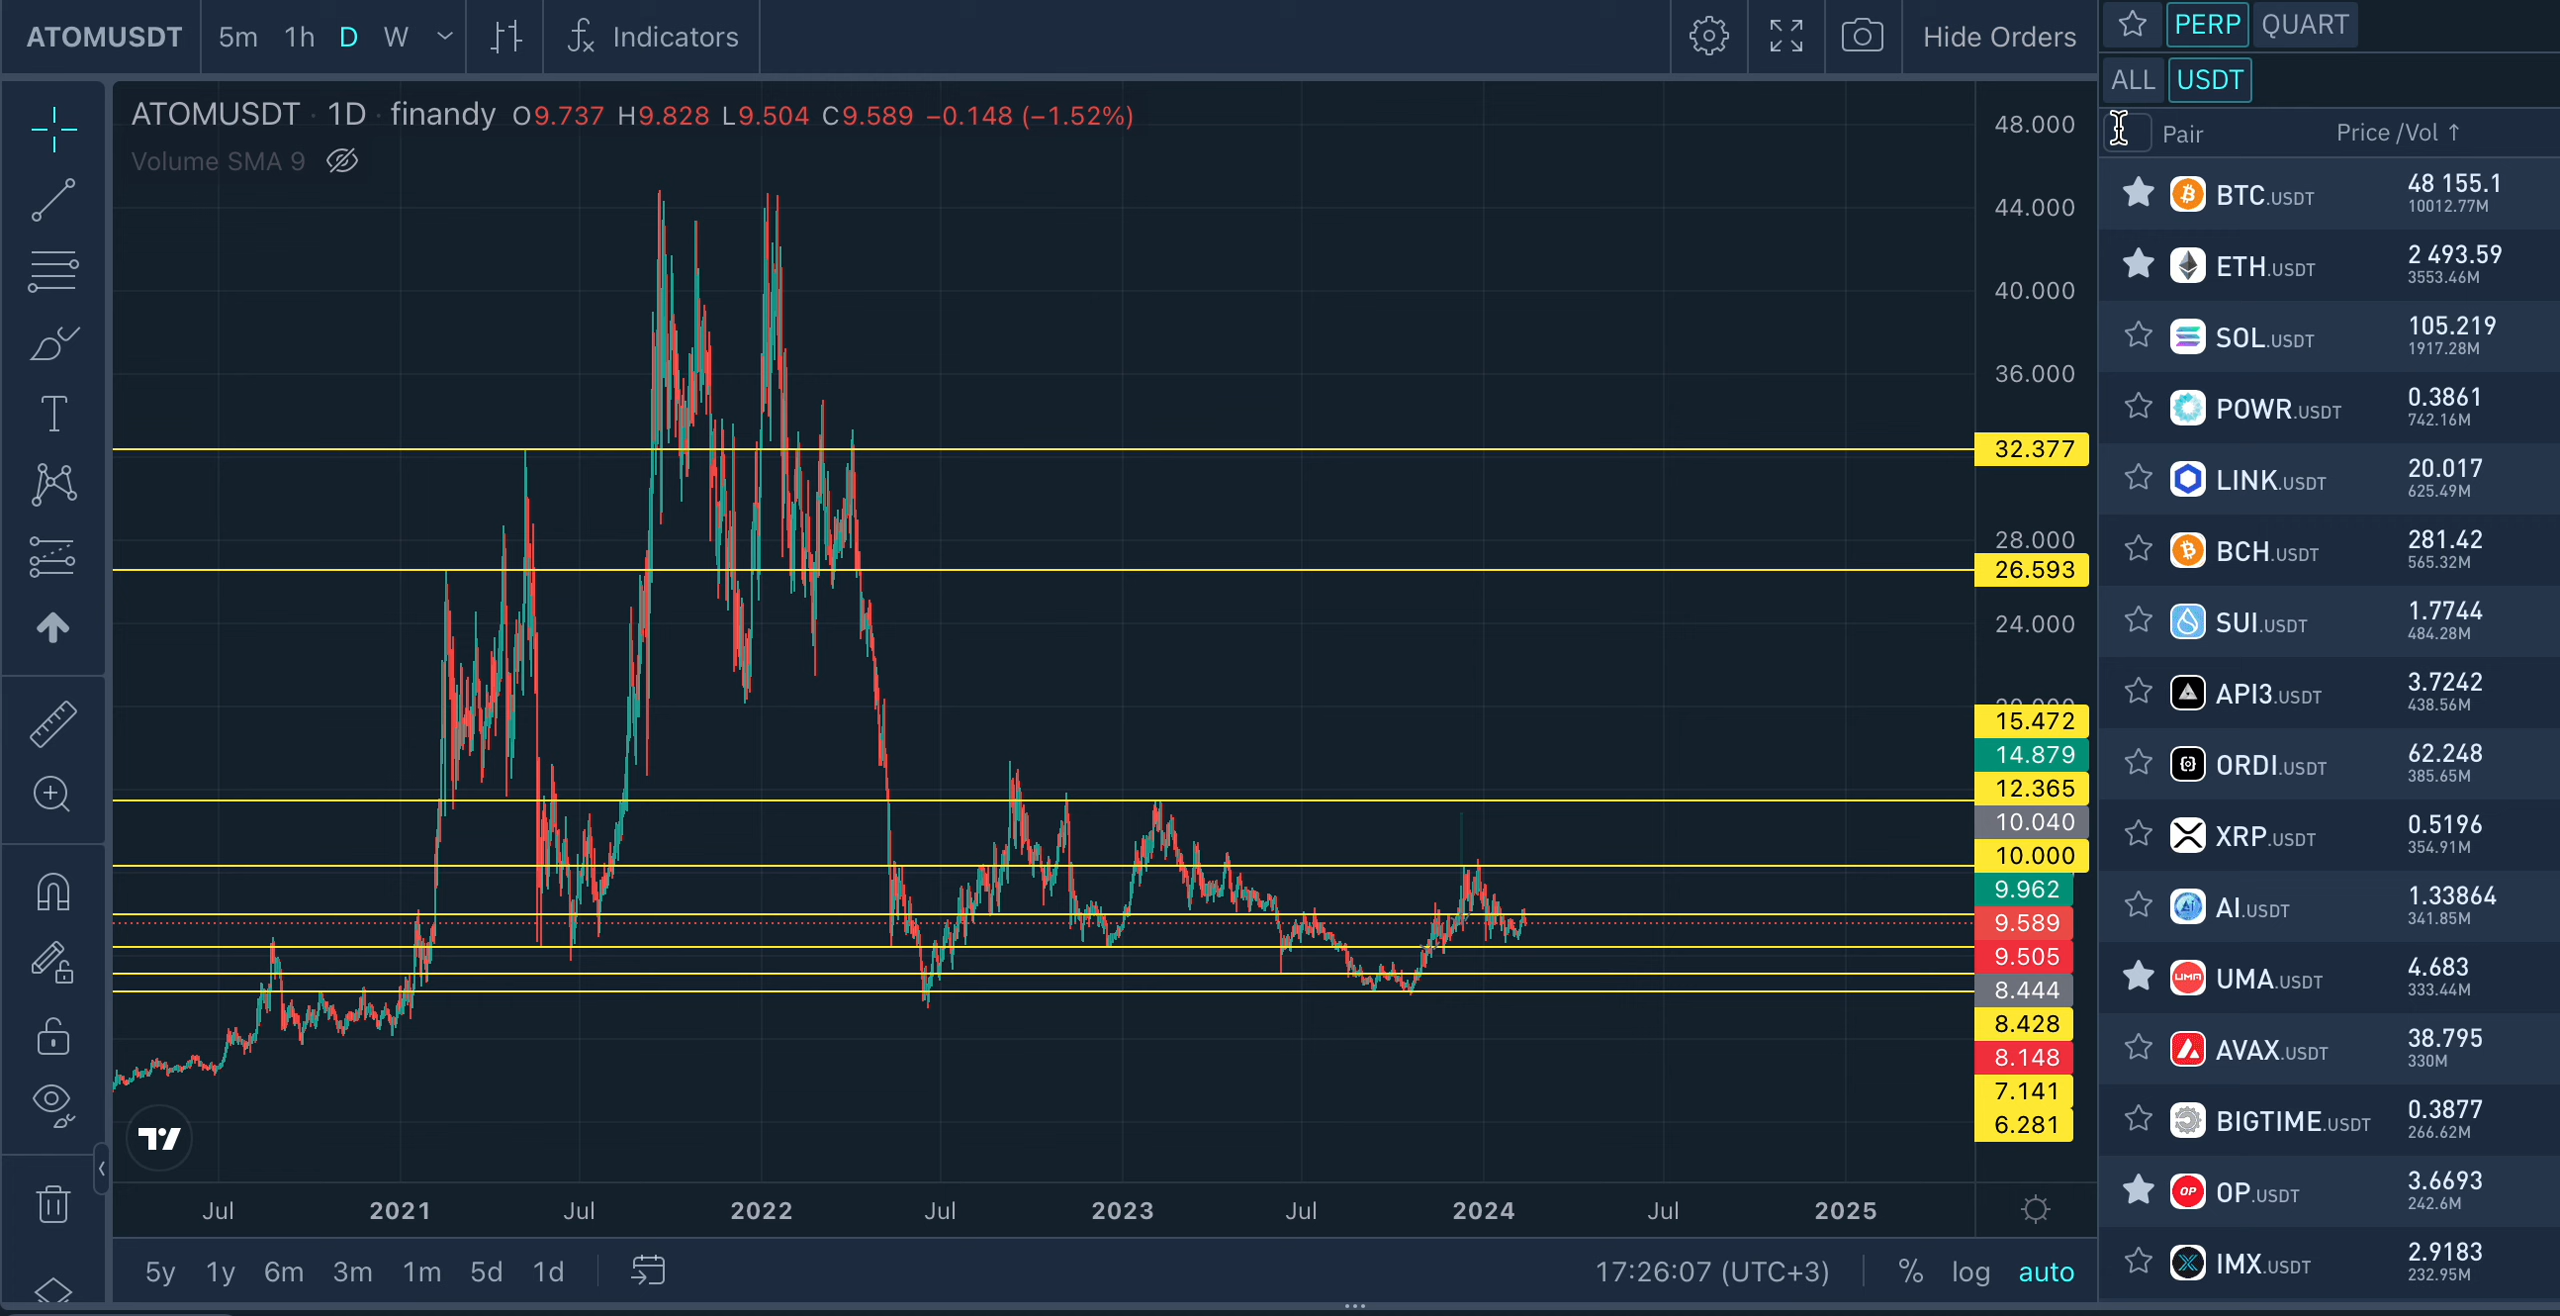 ATOMUSDT 5m 1h D W Indicators Hide Orders
ATOMUSDT · 1D · finandy O9.737 H9.828 L9.504 C9.589 −0.148 (−1.52%)
Volume SMA 9
48.000
44.000
40.000
36.000
32.377
28.000
26.593
24.000
15.472
14.879
12.365
10.040
10.000
9.962
9.589
9.505
8.444
8.428
8.148
7.141
6.281
Jul 2021 Jul 2022 Jul 2023 Jul 2024 Jul 2025
5y 1y 6m 3m 1m 5d 1d 17:26:07 (UTC+3) % log auto
PERP QUART
ALL USDT
Pair Price /Vol ↑
BTC.USDT 48 155.1
10012.77M
ETH.USDT 2 493.59
3553.46M
SOL.USDT 105.219
1917.28M
POWR.USDT 0.3861
742.16M
LINK.USDT 20.017
625.49M
BCH.USDT 281.42
565.32M
SUI.USDT 1.7744
484.28M
API3.USDT 3.7242
438.56M
ORDI.USDT 62.248
385.65M
XRP.USDT 0.5196
354.91M
AI.USDT 1.33864
341.85M
UMA.USDT 4.683
333.44M
AVAX.USDT 38.795
330M
BIGTIME.USDT 0.3877
266.62M
OP OP.USDT 3.6693
242.6M
IMX.USDT 2.9183
232.95M